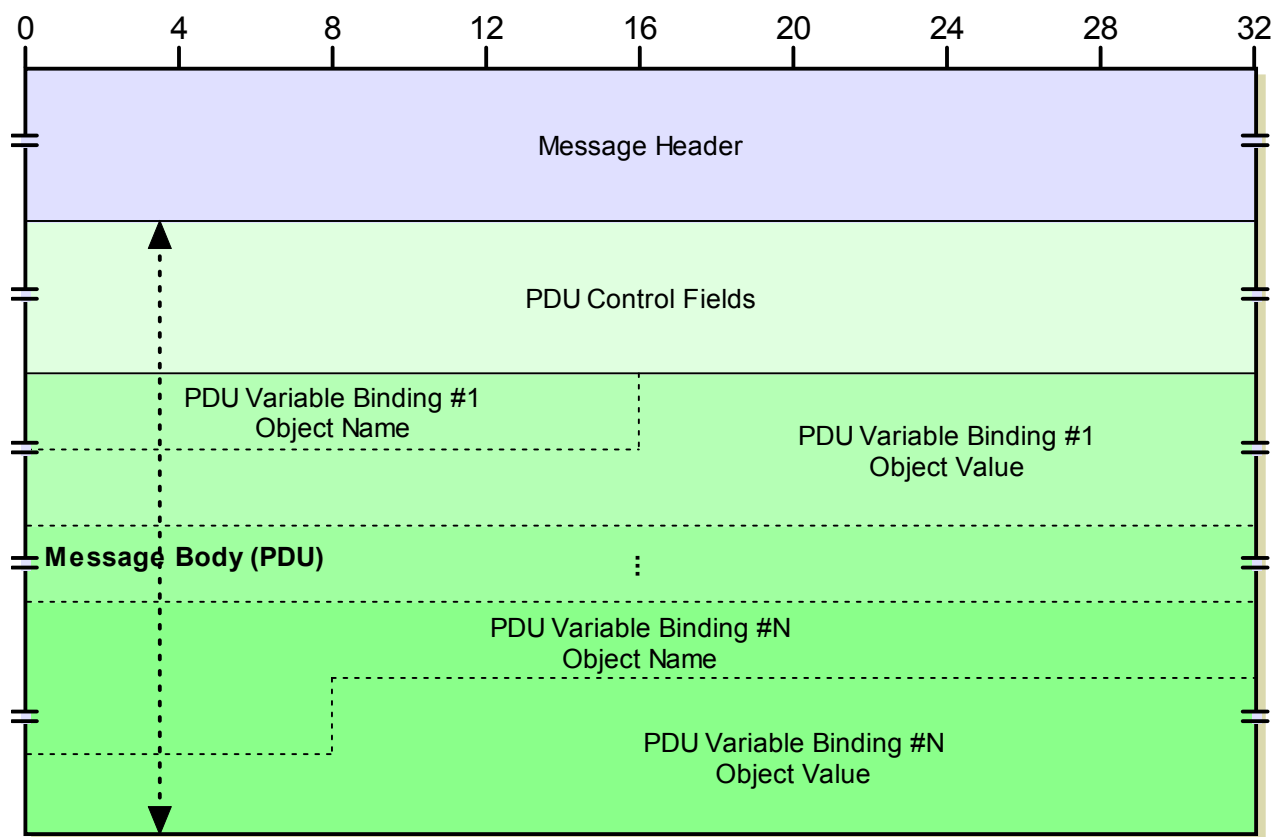 0 4 8 12 16 20 24 28 32
Message Header
PDU Control Fields
PDU Variable Binding #1
Object Name
PDU Variable Binding #1
Object Value
Message Body (PDU)
⋮
PDU Variable Binding #N
Object Name
PDU Variable Binding #N
Object Value